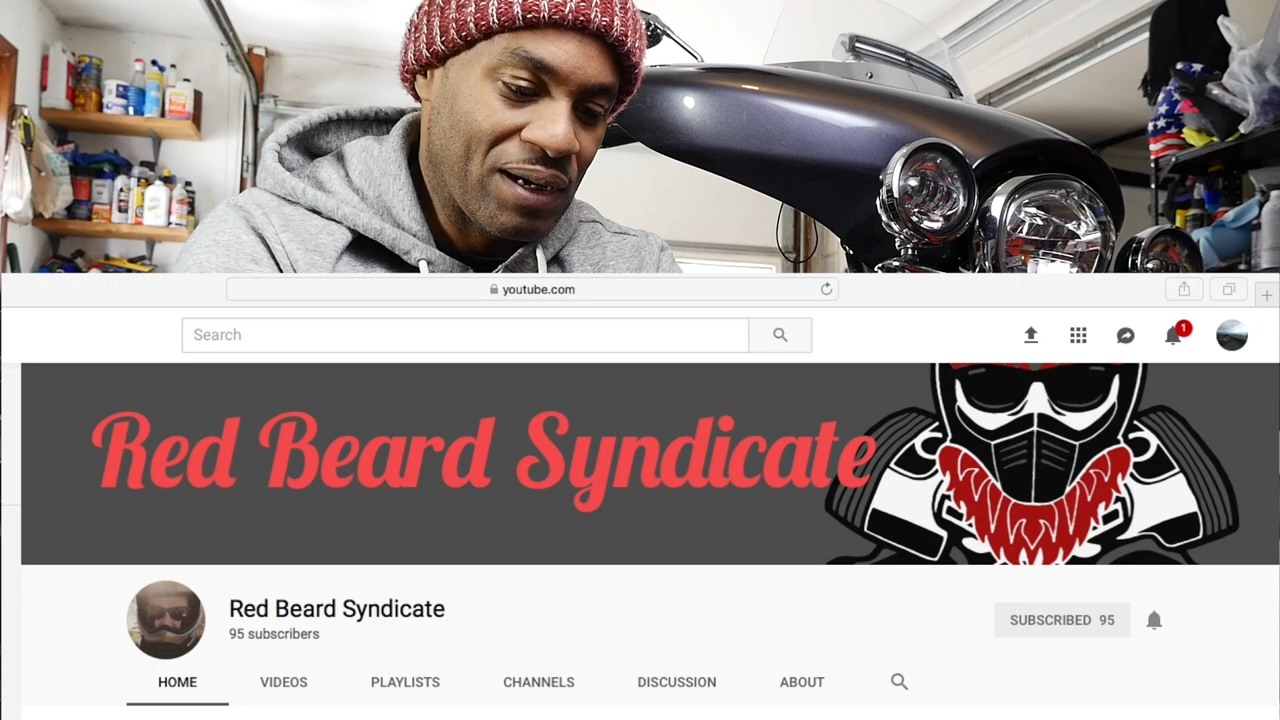 youtube.com
Search
1
Red Beard Syndicate
Red Beard Syndicate
95 subscribers
SUBSCRIBED 95
HOME
VIDEOS
PLAYLISTS
CHANNELS
DISCUSSION
ABOUT